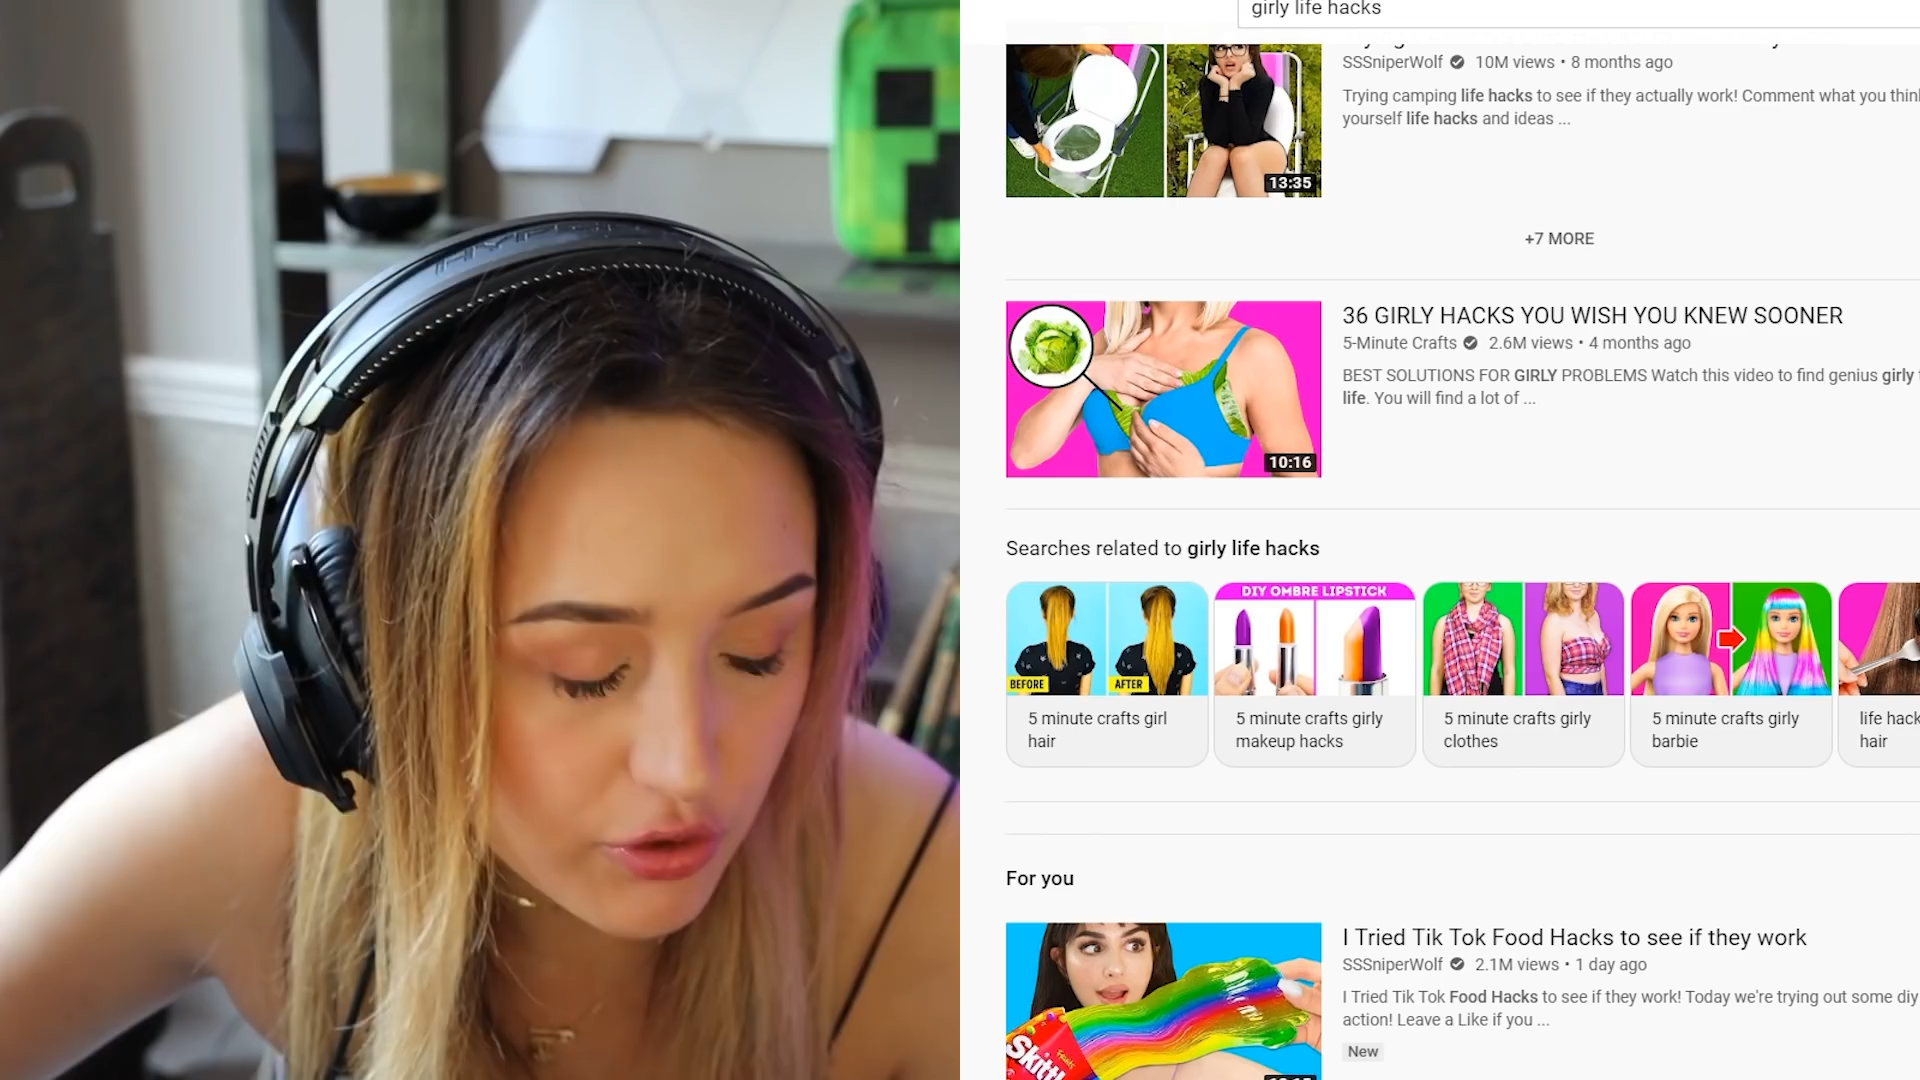 girly life hacks
SSSniperWolf 10M views • 8 months ago
Trying camping life hacks to see if they actually work! Comment what you think
yourself life hacks and ideas ...
13:35
+7 MORE
36 GIRLY HACKS YOU WISH YOU KNEW SOONER
5-Minute Crafts 2.6M views • 4 months ago
BEST SOLUTIONS FOR GIRLY PROBLEMS Watch this video to find genius girly
life. You will find a lot of ...
10:16
Searches related to girly life hacks
BEFORE
AFTER
DIY OMBRE LIPSTICK
5 minute crafts girl
hair
5 minute crafts girly
makeup hacks
5 minute crafts girly
clothes
5 minute crafts girly
barbie
life hack
hair
For you
I Tried Tik Tok Food Hacks to see if they work
SSSniperWolf 2.1M views • 1 day ago
I Tried Tik Tok Food Hacks to see if they work! Today we're trying out some diy
action! Leave a Like if you ...
New